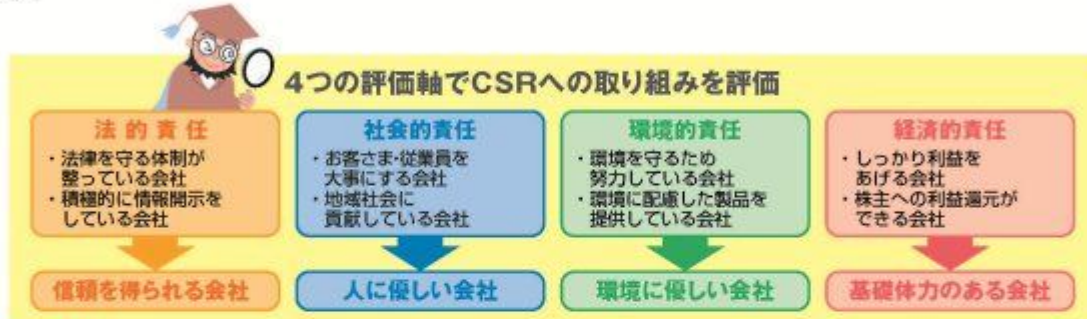 4つの評価軸でCSRへの取り組みを評価
法的責任
・法律を守る体制が
整っている会社
・積極的に情報開示を
している会社
信頼を得られる会社
社会的責任
・お客さま・従業員を
大事にする会社
・地域社会に
貢献している会社
人に優しい会社
環境的責任
・環境を守るため
努力している会社
・環境に配慮した製品を
提供している会社
環境に優しい会社
経済的責任
・しっかり利益を
あげる会社
・株主への利益還元が
できる会社
基礎体力のある会社